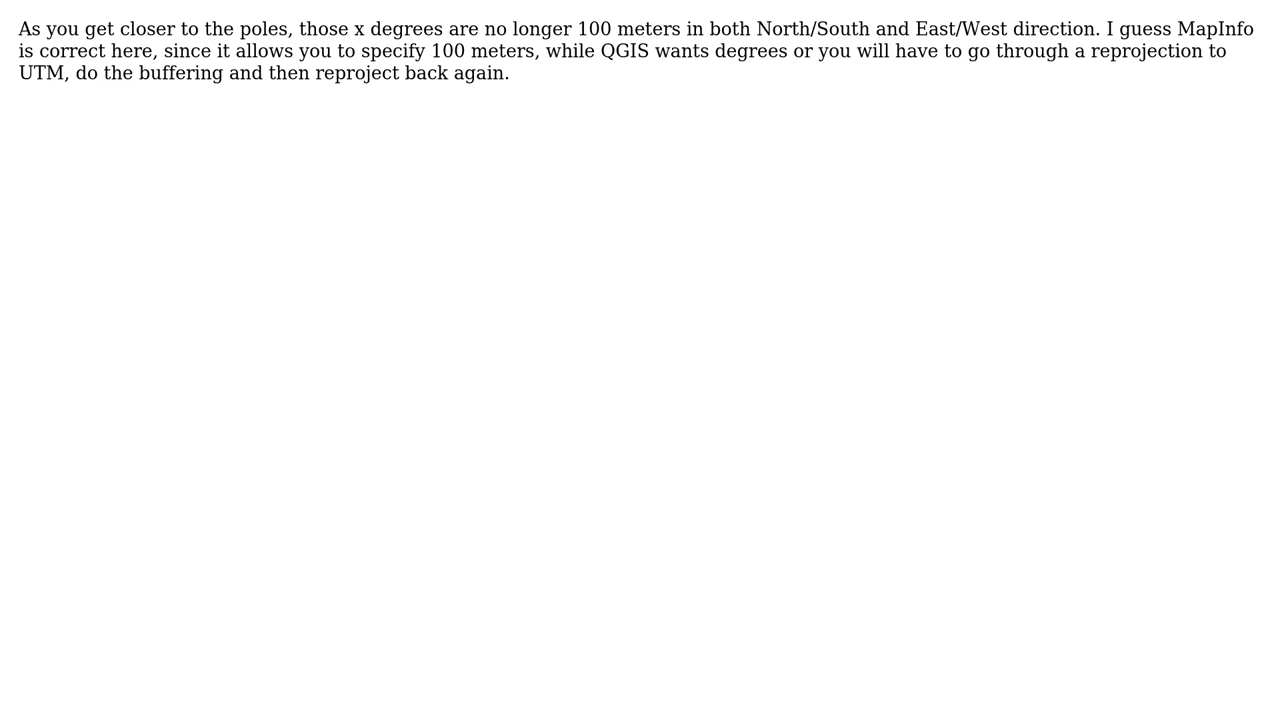 As you get closer to the poles, those x degrees are no longer 100 meters in both North/South and East/West direction. I guess MapInfo
is correct here, since it allows you to specify 100 meters, while QGIS wants degrees or you will have to go through a reprojection to
UTM, do the buffering and then reproject back again.